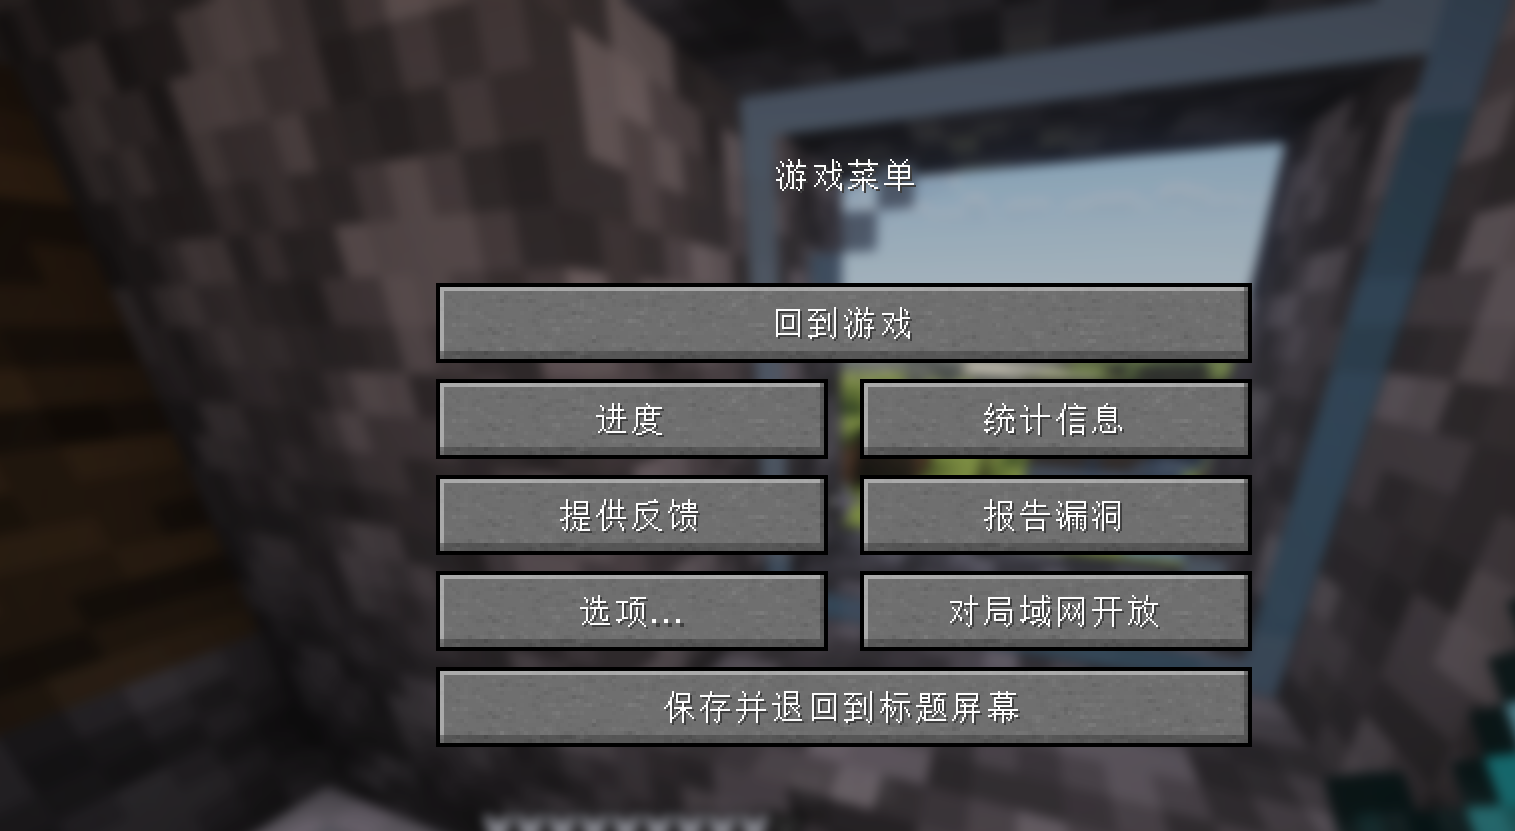 游戏菜单
回到游戏
进度
统计信息
提供反馈
报告漏洞
选项...
对局域网开放
保存并退回到标题屏幕